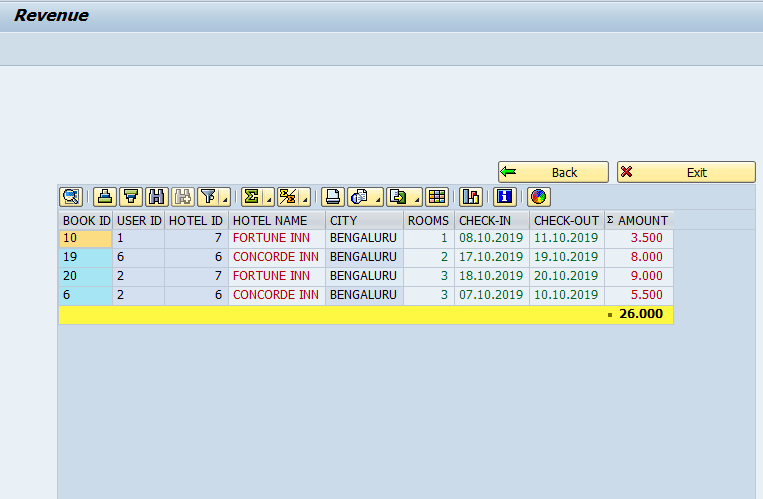 Revenue
Back Exit
BOOK ID USER ID HOTEL ID HOTEL NAME CITY ROOMS CHECK-IN CHECK-OUT Σ AMOUNT
10 1 7 FORTUNE INN BENGALURU 1 08.10.2019 11.10.2019 3.500
19 6 6 CONCORDE INN BENGALURU 2 17.10.2019 19.10.2019 8.000
20 2 7 FORTUNE INN BENGALURU 3 18.10.2019 20.10.2019 9.000
6 2 6 CONCORDE INN BENGALURU 3 07.10.2019 10.10.2019 5.500
▪ 26.000